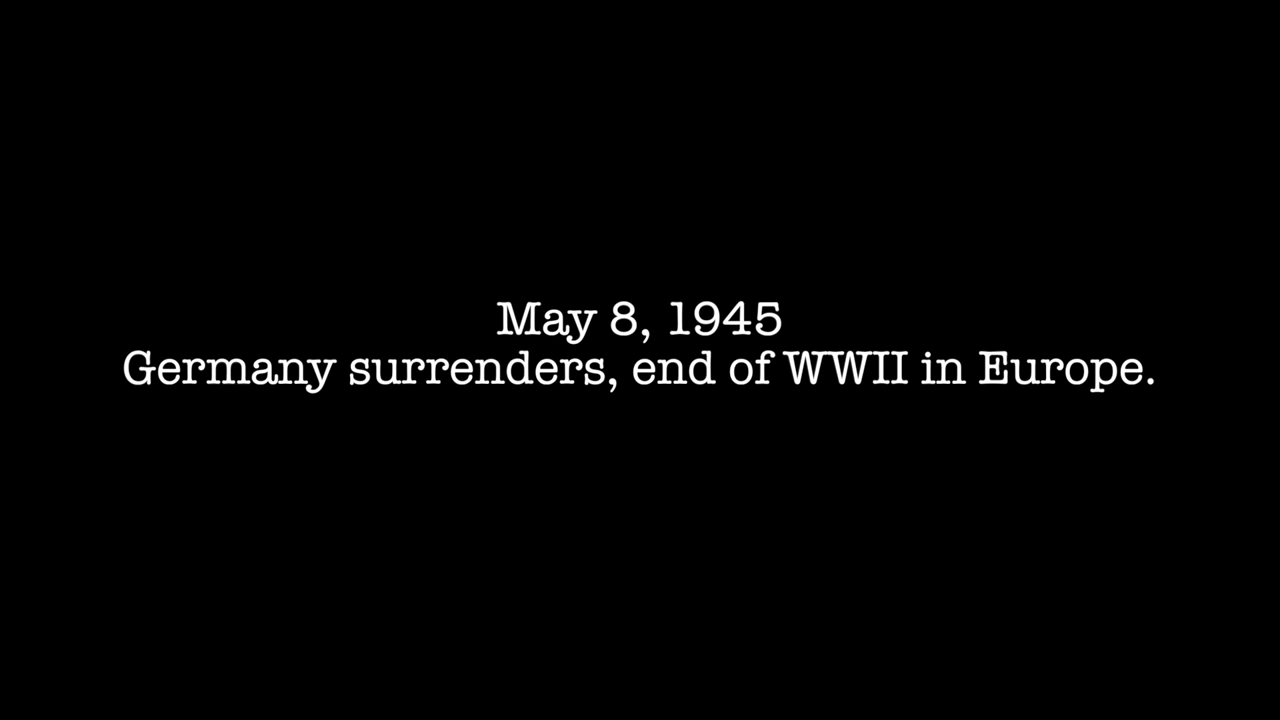 May 8, 1945
Germany surrenders, end of WWII in Europe.